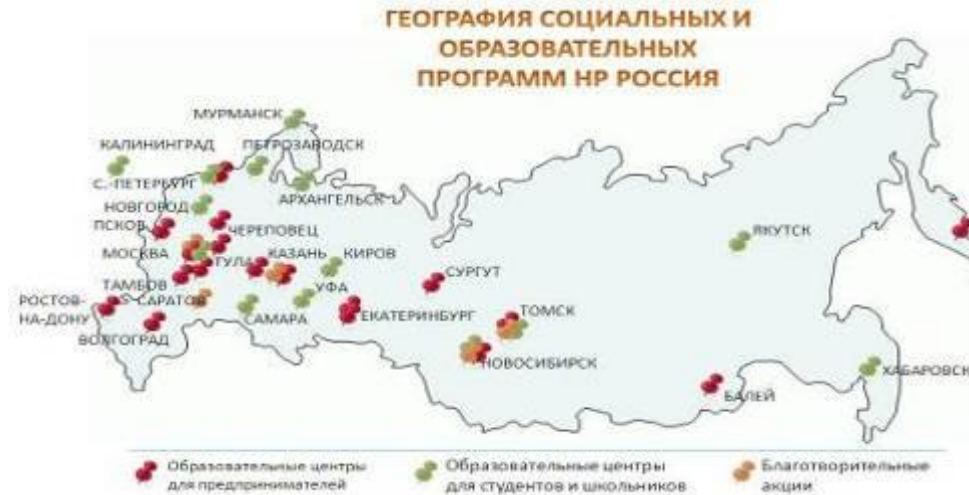 ГЕОГРАФИЯ СОЦИАЛЬНЫХ И
ОБРАЗОВАТЕЛЬНЫХ
ПРОГРАММ HP РОССИЯ
МУРМАНСК
КАЛИНИНГРАД
ПЕТРОЗАВОДСК
С.-ПЕТЕРБУРГ
АРХАНГЕЛЬСК
НОВГОРОД
ПСКОВ
ЧЕРЕПОВЕЦ
ЯКУТСК
МОСКВА
ТУЛА
КАЗАНЬ
КИРОВ
СУРГУТ
ТАМБОВ
САРАТОВ
УФА
РОСТОВ-
НА-ДОНУ
САМАРА
ЕКАТЕРИНБУРГ
ТОМСК
ВОЛГОГРАД
НОВОСИБИРСК
ХАБАРОВСК
БАЛЕЙ
Образовательные центры
для предпринимателей
Образовательные центры
для студентов и школьников
Благотворительные
акции